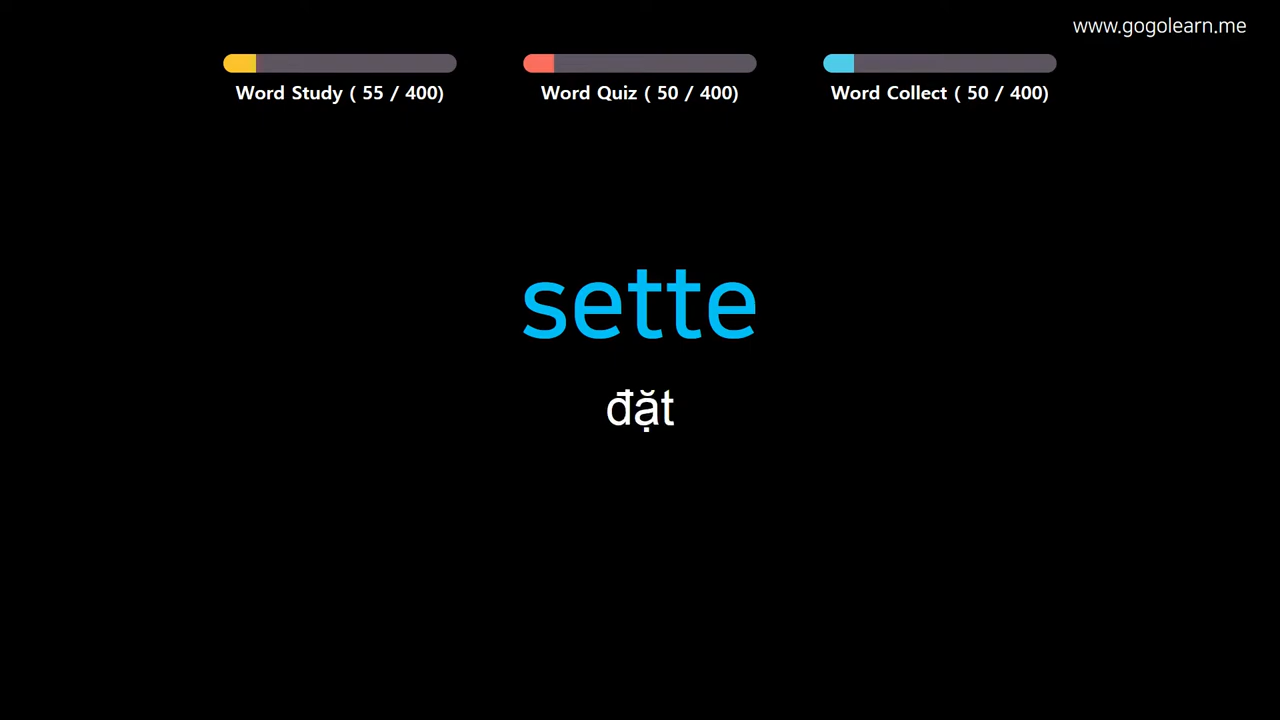 www.gogolearn.me
Word Study ( 55 / 400)
Word Quiz ( 50 / 400)
Word Collect ( 50 / 400)
sette
đặt